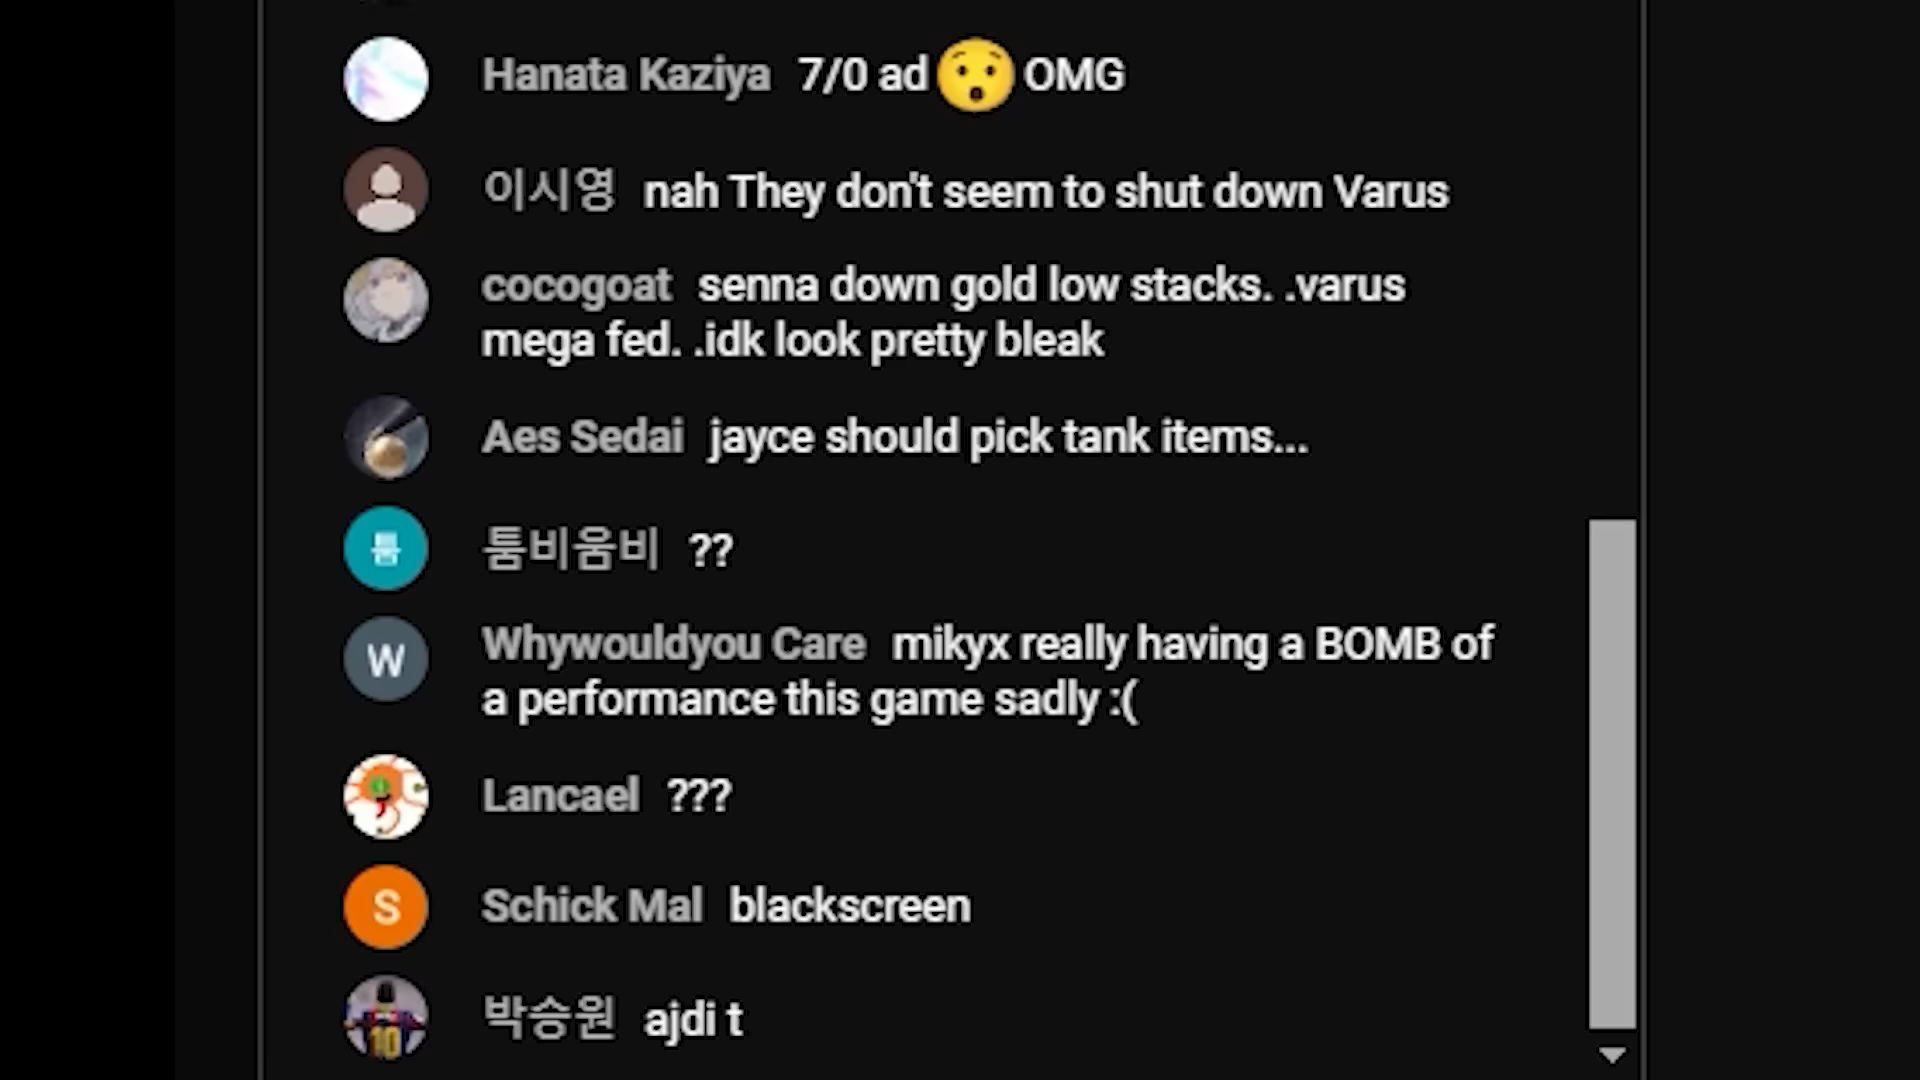 Hanata Kaziya 7/0 ad😯OMG
이시영 nah They don't seem to shut down Varus
cocogoat senna down gold low stacks. .varus
mega fed. .idk look pretty bleak
Aes Sedai jayce should pick tank items...
툼
툼비움비 ??
W
Whywouldyou Care mikyx really having a BOMB of
a performance this game sadly :(
Lancael ???
S
Schick Mal blackscreen
10
박승원 ajdi t